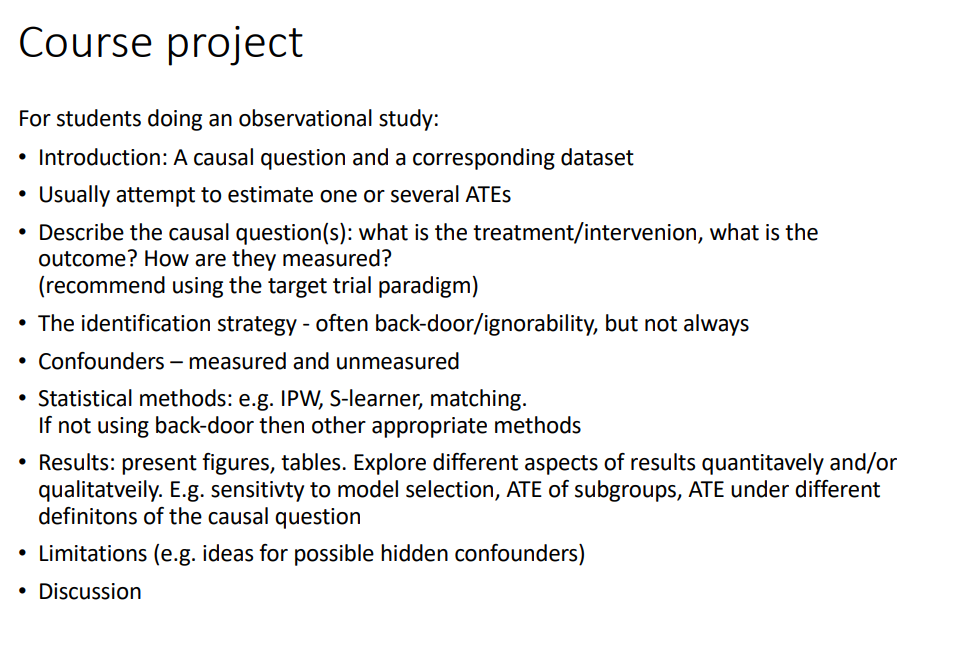 Course project
For students doing an observational study:
• Introduction: A causal question and a corresponding dataset
• Usually attempt to estimate one or several ATEs
• Describe the causal question(s): what is the treatment/intervenion, what is the
outcome? How are they measured?
(recommend using the target trial paradigm)
• The identification strategy - often back-door/ignorability, but not always
• Confounders – measured and unmeasured
• Statistical methods: e.g. IPW, S-learner, matching.
If not using back-door then other appropriate methods
• Results: present figures, tables. Explore different aspects of results quantitavely and/or
qualitatveily. E.g. sensitivty to model selection, ATE of subgroups, ATE under different
definitons of the causal question
• Limitations (e.g. ideas for possible hidden confounders)
• Discussion